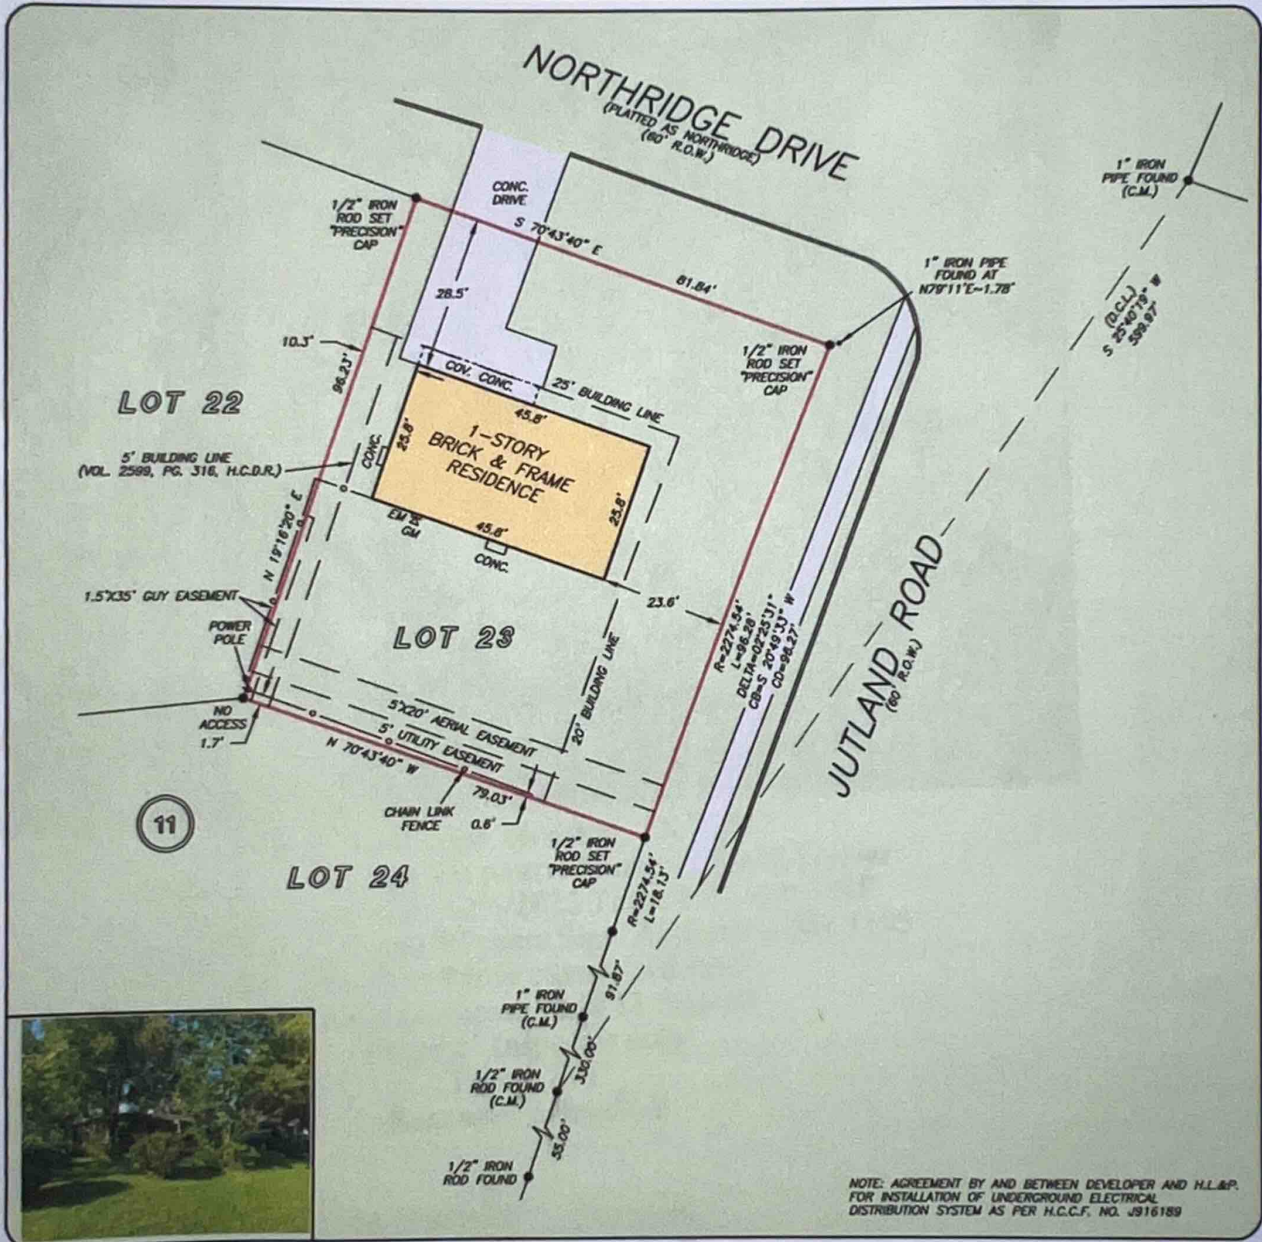 NORTHRIDGE DRIVE
(PLATTED AS NORTHRIDGE)
(60' R.O.W.)
1" IRON
PIPE FOUND
(C.M.)
CONC.
DRIVE
1/2" IRON
ROD SET
"PRECISION"
CAP
S 70°43'40" E
81.84'
1" IRON PIPE
FOUND AT
N79°11'E~1.78'
(D.C.L.)
S 25°40'19" W
599.97'
28.5'
10.3'
96.23'
1/2" IRON
ROD SET
"PRECISION"
CAP
COV. CONC.
25' BUILDING LINE
LOT 22
45.8'
25.8'
1-STORY
BRICK & FRAME
RESIDENCE
CONC.
5' BUILDING LINE
(VOL. 2599, PG. 316, H.C.D.R.)
25.8'
EM
GM
45.8'
CONC.
N 19°16'20" E
1.5'X35' GUY EASEMENT
23.6'
POWER
POLE
LOT 23
R=2274.54'
L=96.28'
DELTA=02°25'31"
CB=S 20°49'33" W
CD=96.27'
JUTLAND ROAD
(60' R.O.W.)
20' BUILDING LINE
NO
ACCESS
1.7'
5'X20' AERIAL EASEMENT
5' UTILITY EASEMENT
N 70°43'40" W
79.03'
CHAIN LINK
FENCE
0.6'
11
1/2" IRON
ROD SET
"PRECISION"
CAP
LOT 24
R=2274.54'
L=18.13'
91.87'
1" IRON
PIPE FOUND
(C.M.)
330.00'
1/2" IRON
ROD FOUND
(C.M.)
55.00'
1/2" IRON
ROD FOUND
NOTE: AGREEMENT BY AND BETWEEN DEVELOPER AND H.L.&P.
FOR INSTALLATION OF UNDERGROUND ELECTRICAL
DISTRIBUTION SYSTEM AS PER H.C.C.F. NO. J916189